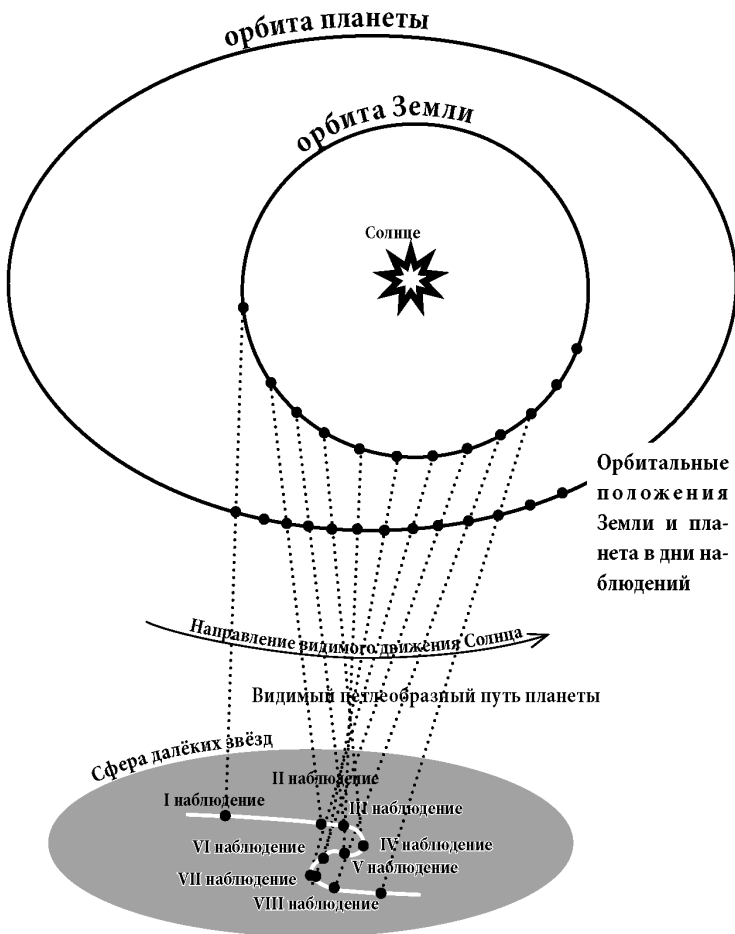 орбита планеты
орбита Земли
Солнце
Орбитальные
положения
Земли и пла-
нета в дни на-
блюдений
Направление видимого движения Солнца
Видимый петлеобразный путь планеты
Сфера далёких звёзд
II наблюдение
I наблюдение
III наблюдение
VI наблюдение
IV наблюдение
V наблюдение
VII наблюдение
VIII наблюдение